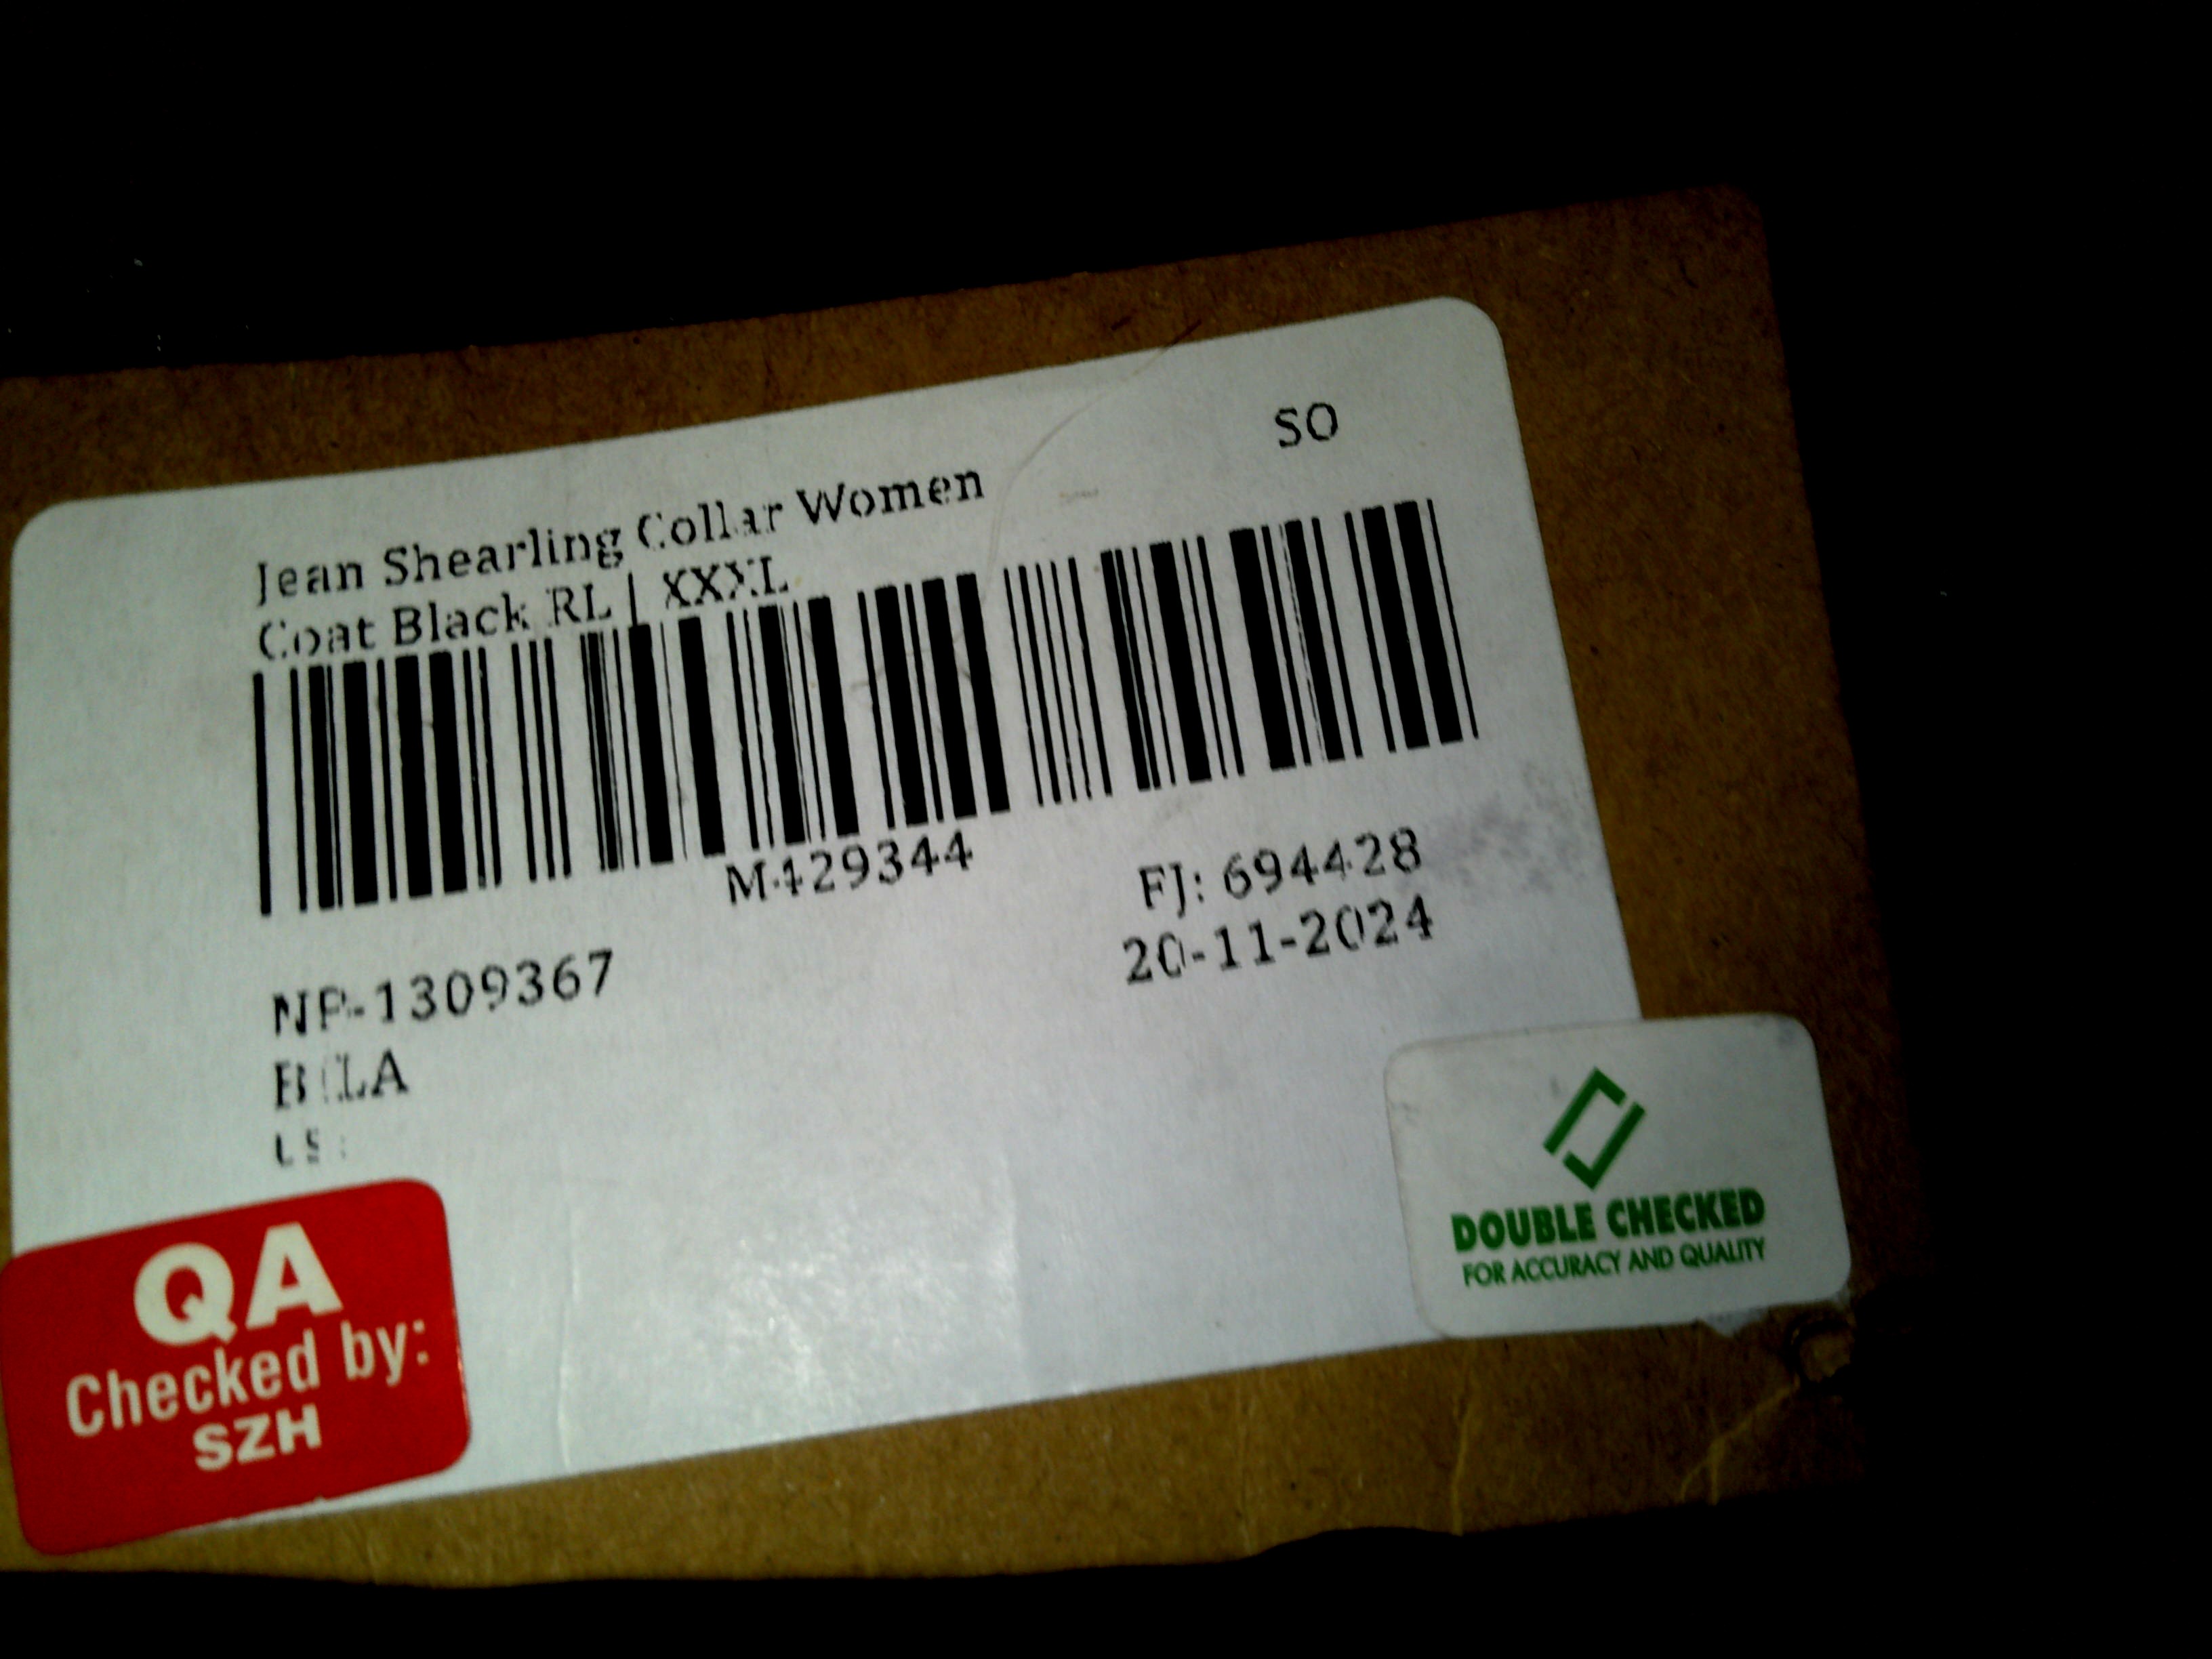 SO
Jean Shearling Collar Women
Coat Black RL | XXXL
M429344
FJ: 694428
20-11-2024
NP-1309367
QA
Checked by:
SZH
DOUBLE CHECKED
FOR ACCURACY AND QUALITY